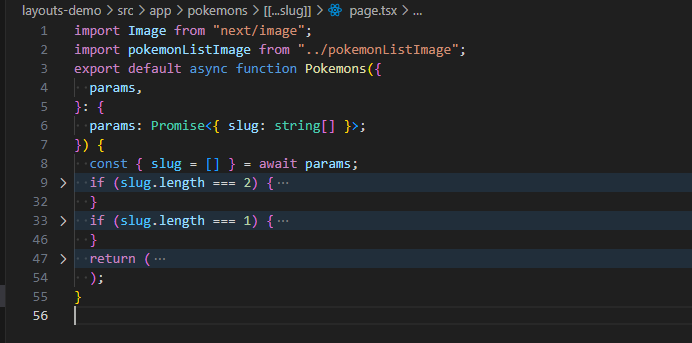 layouts-demo > src > app > pokemons > [[...slug]] > page.tsx > ...
1 import Image from "next/image";
2 import pokemonListImage from "../pokemonListImage";
3 export default async function Pokemons({
4   params,
5 }: {
6   params: Promise<{ slug: string[] }>;
7 }) {
8   const { slug = [] } = await params;
9 >   if (slug.length === 2) { ⋯
32   }
33 >   if (slug.length === 1) { ⋯
46   }
47 >   return ( ⋯
54   );
55 }
56